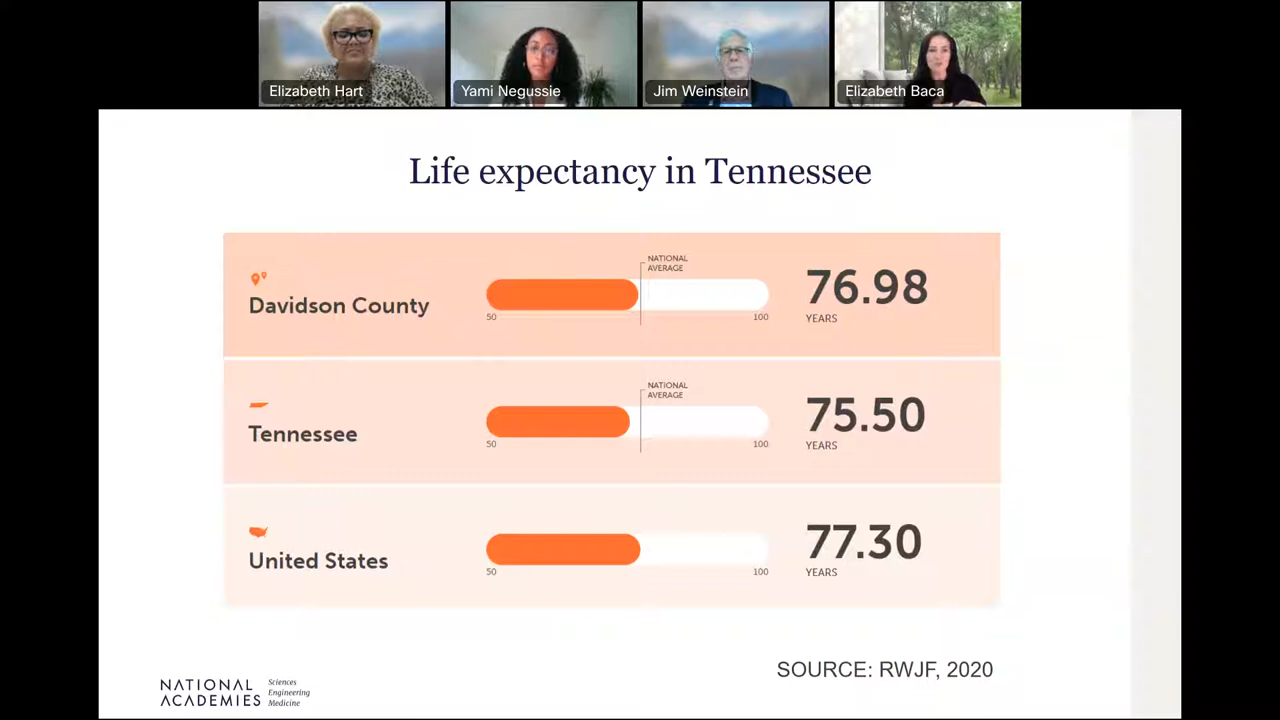 Elizabeth Hart
Yami Negussie
Jim Weinstein
Elizabeth Baca
Life expectancy in Tennessee
Davidson County
NATIONAL
AVERAGE
50
100
76.98
YEARS
Tennessee
NATIONAL
AVERAGE
50
100
75.50
YEARS
United States
50
100
77.30
YEARS
SOURCE: RWJF, 2020
NATIONAL
ACADEMIES
Sciences
Engineering
Medicine